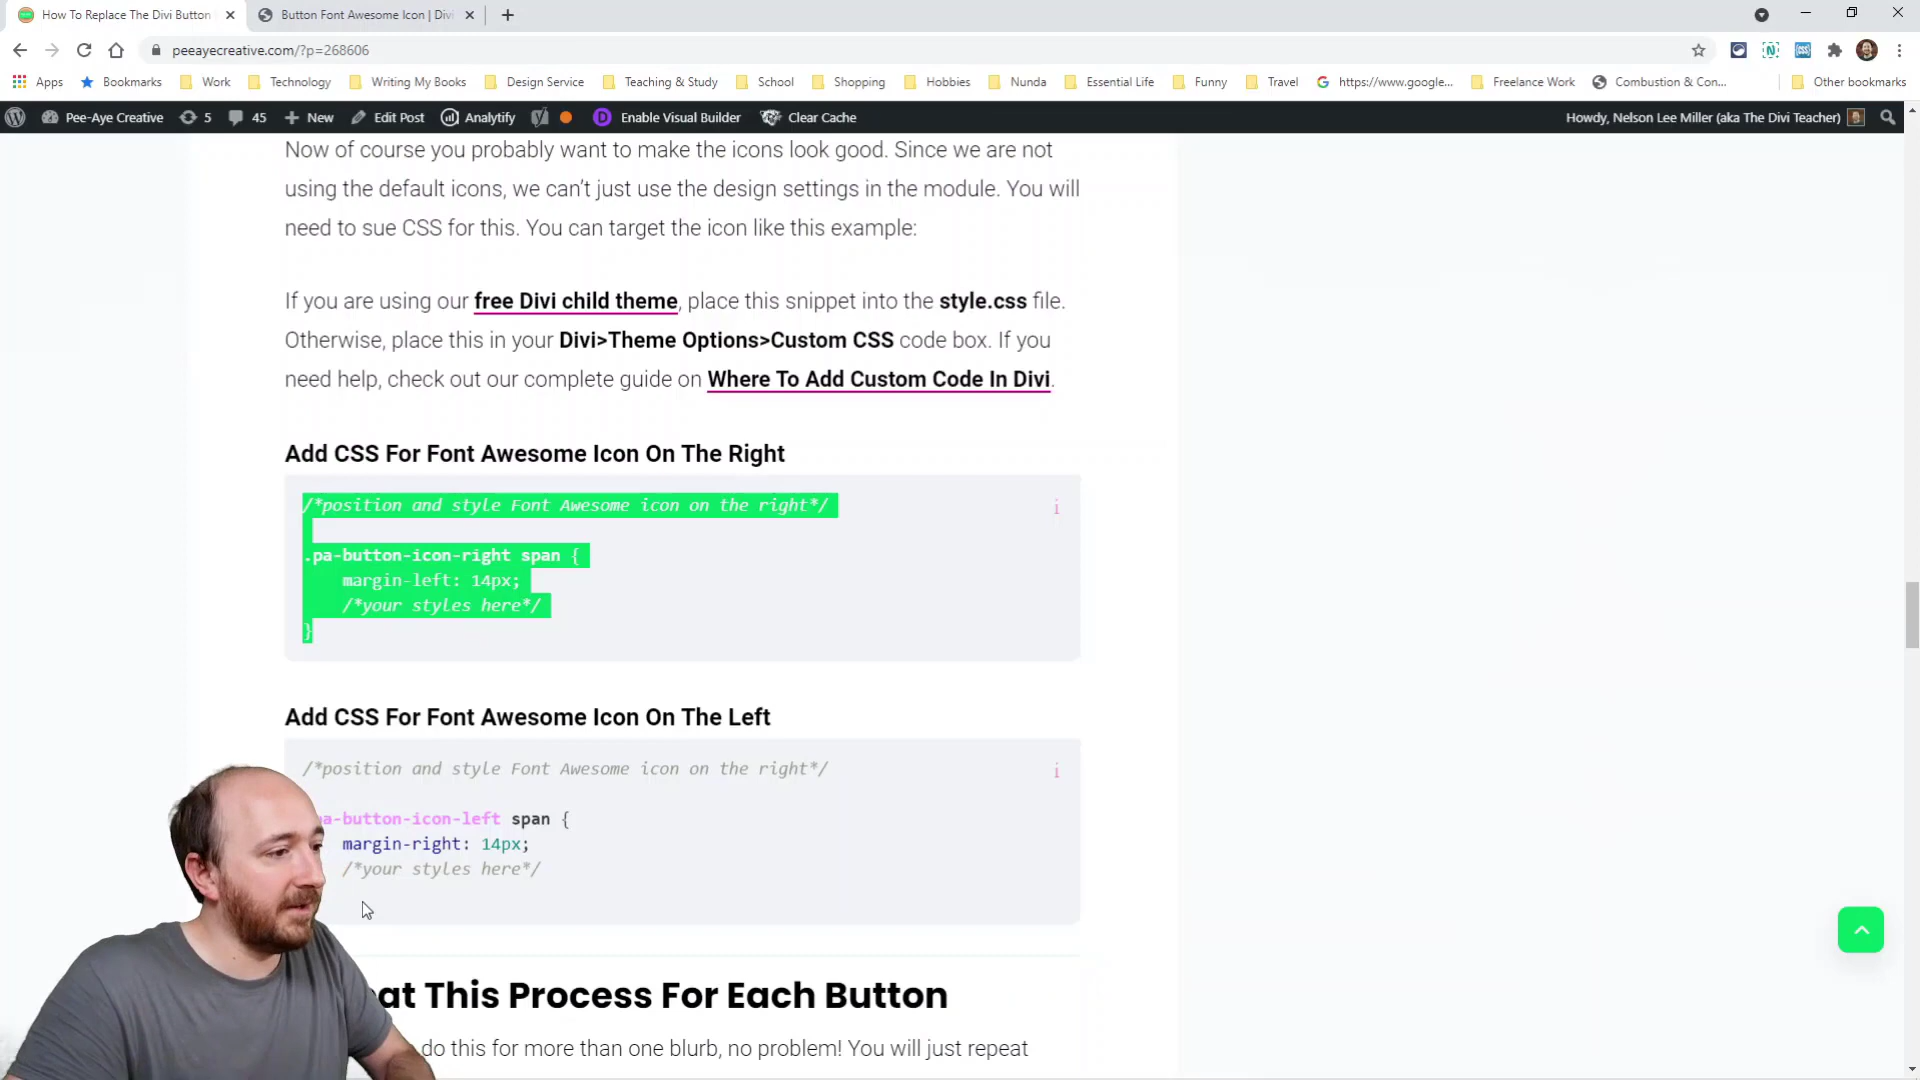 How To Replace The Divi Button
Button Font Awesome Icon | Divi
peeayecreative.com/?p=268606
Apps
Bookmarks
Work
Technology
Writing My Books
Design Service
Teaching & Study
School
Shopping
Hobbies
Nunda
Essential Life
Funny
Travel
https://www.google...
Freelance Work
Combustion & Con...
Other bookmarks
Pee-Aye Creative
5
45
New
Edit Post
Analytify
Enable Visual Builder
Clear Cache
Howdy, Nelson Lee Miller (aka The Divi Teacher)
Now of course you probably want to make the icons look good. Since we are not
using the default icons, we can’t just use the design settings in the module. You will
need to sue CSS for this. You can target the icon like this example:
If you are using our free Divi child theme, place this snippet into the style.css file.
Otherwise, place this in your Divi>Theme Options>Custom CSS code box. If you
need help, check out our complete guide on Where To Add Custom Code In Divi.
Add CSS For Font Awesome Icon On The Right
/*position and style Font Awesome icon on the right*/
i
.pa-button-icon-right span {
margin-left: 14px;
/*your styles here*/
}
Add CSS For Font Awesome Icon On The Left
/*position and style Font Awesome icon on the right*/
i
a-button-icon-left span {
margin-right: 14px;
/*your styles here*/
at This Process For Each Button
do this for more than one blurb, no problem! You will just repeat